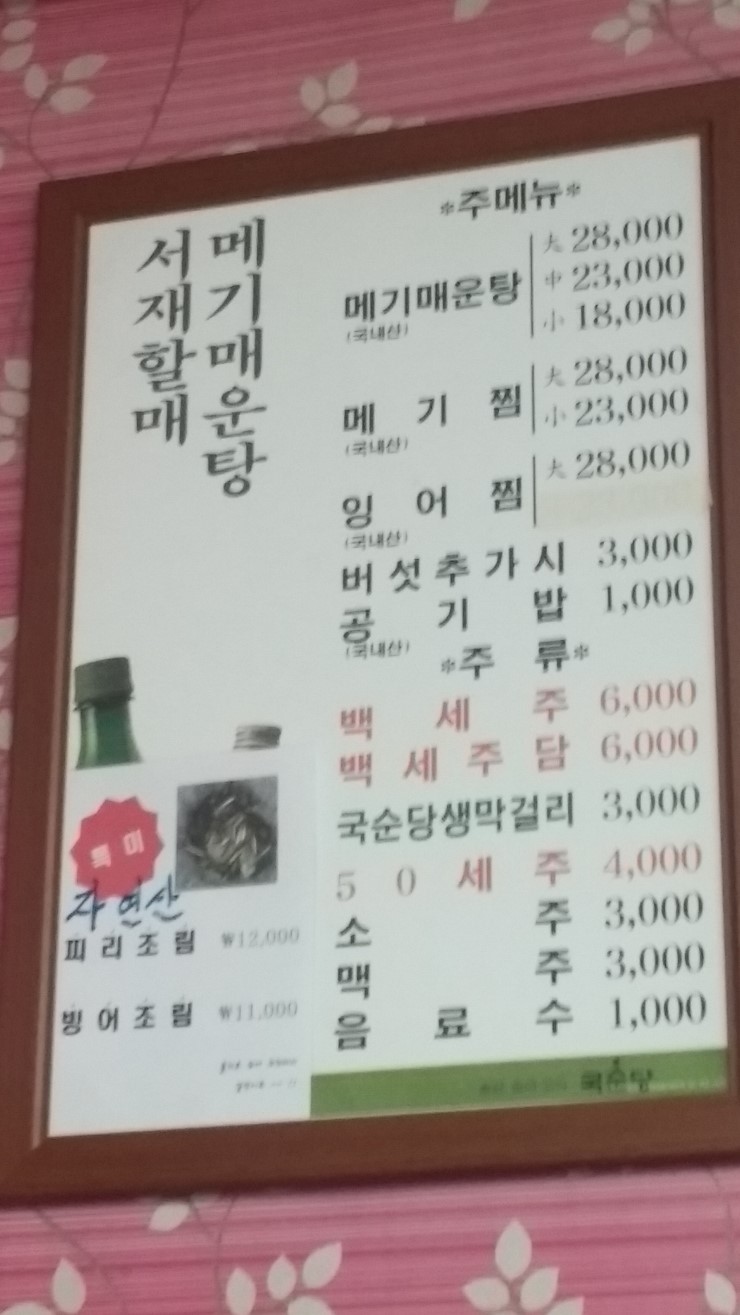 서재할매
메기매운탕
*주메뉴*
메기매운탕 大 28,000
中 23,000
(국내산) 小 18,000
메기찜 大 28,000
(국내산) 小 23,000
잉어찜 大 28,000
(국내산)
버섯추가시 3,000
공기밥 1,000
(국내산)
*주류*
백세주 6,000
백세주담 6,000
국순당생막걸리 3,000
50세주 4,000
소주 3,000
맥주 3,000
음료수 1,000
국순당
특미
자연산
피리조림 ₩12,000
빙어조림 ₩11,000